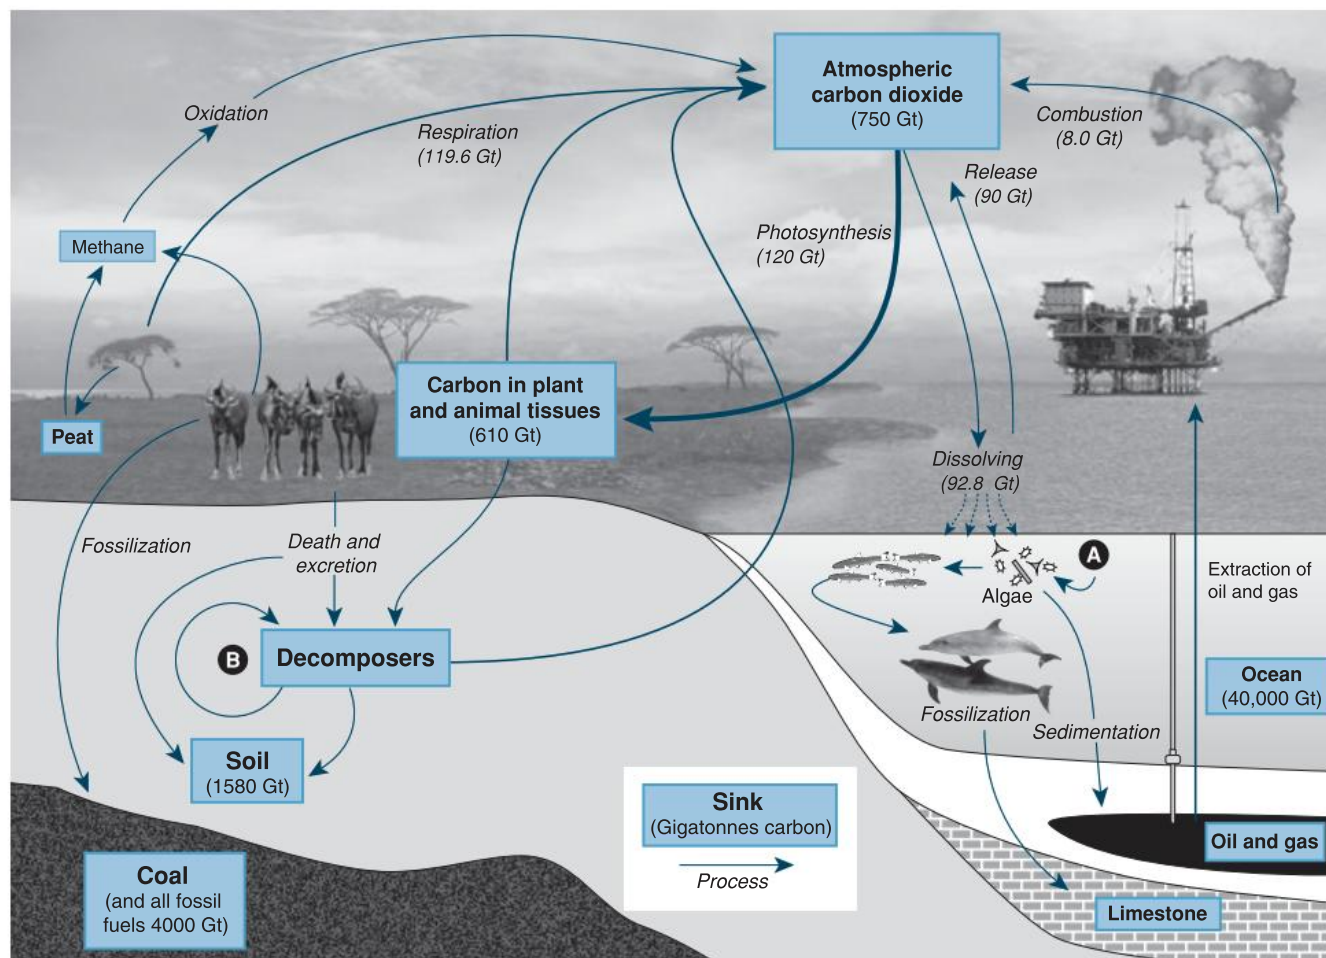 Atmospheric
carbon dioxide
(750 Gt)
Oxidation
Respiration
(119.6 Gt)
Combustion
(8.0 Gt)
Release
(90 Gt)
Methane
Photosynthesis
(120 Gt)
Carbon in plant
and animal tissues
(610 Gt)
Peat
Dissolving
(92.8 Gt)
Fossilization
Death and
excretion
A
Algae
Extraction of
oil and gas
B
Decomposers
Ocean
(40,000 Gt)
Fossilization
Sedimentation
Soil
(1580 Gt)
Sink
(Gigatonnes carbon)
Process
Oil and gas
Coal
(and all fossil
fuels 4000 Gt)
Limestone